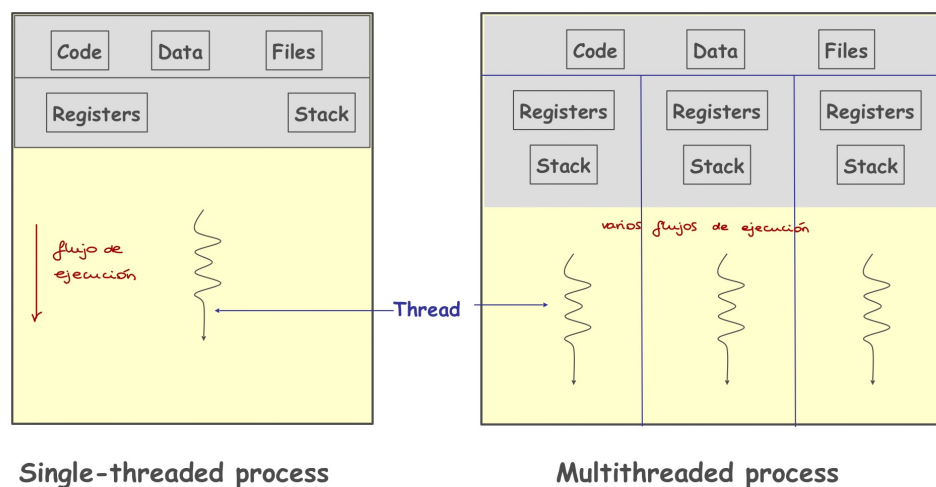 Code Data Files
Registers Stack
flujo de
ejecución
Single-threaded process
Thread
Code Data Files
Registers Registers Registers
Stack Stack Stack
varios flujos de ejecución
Multithreaded process